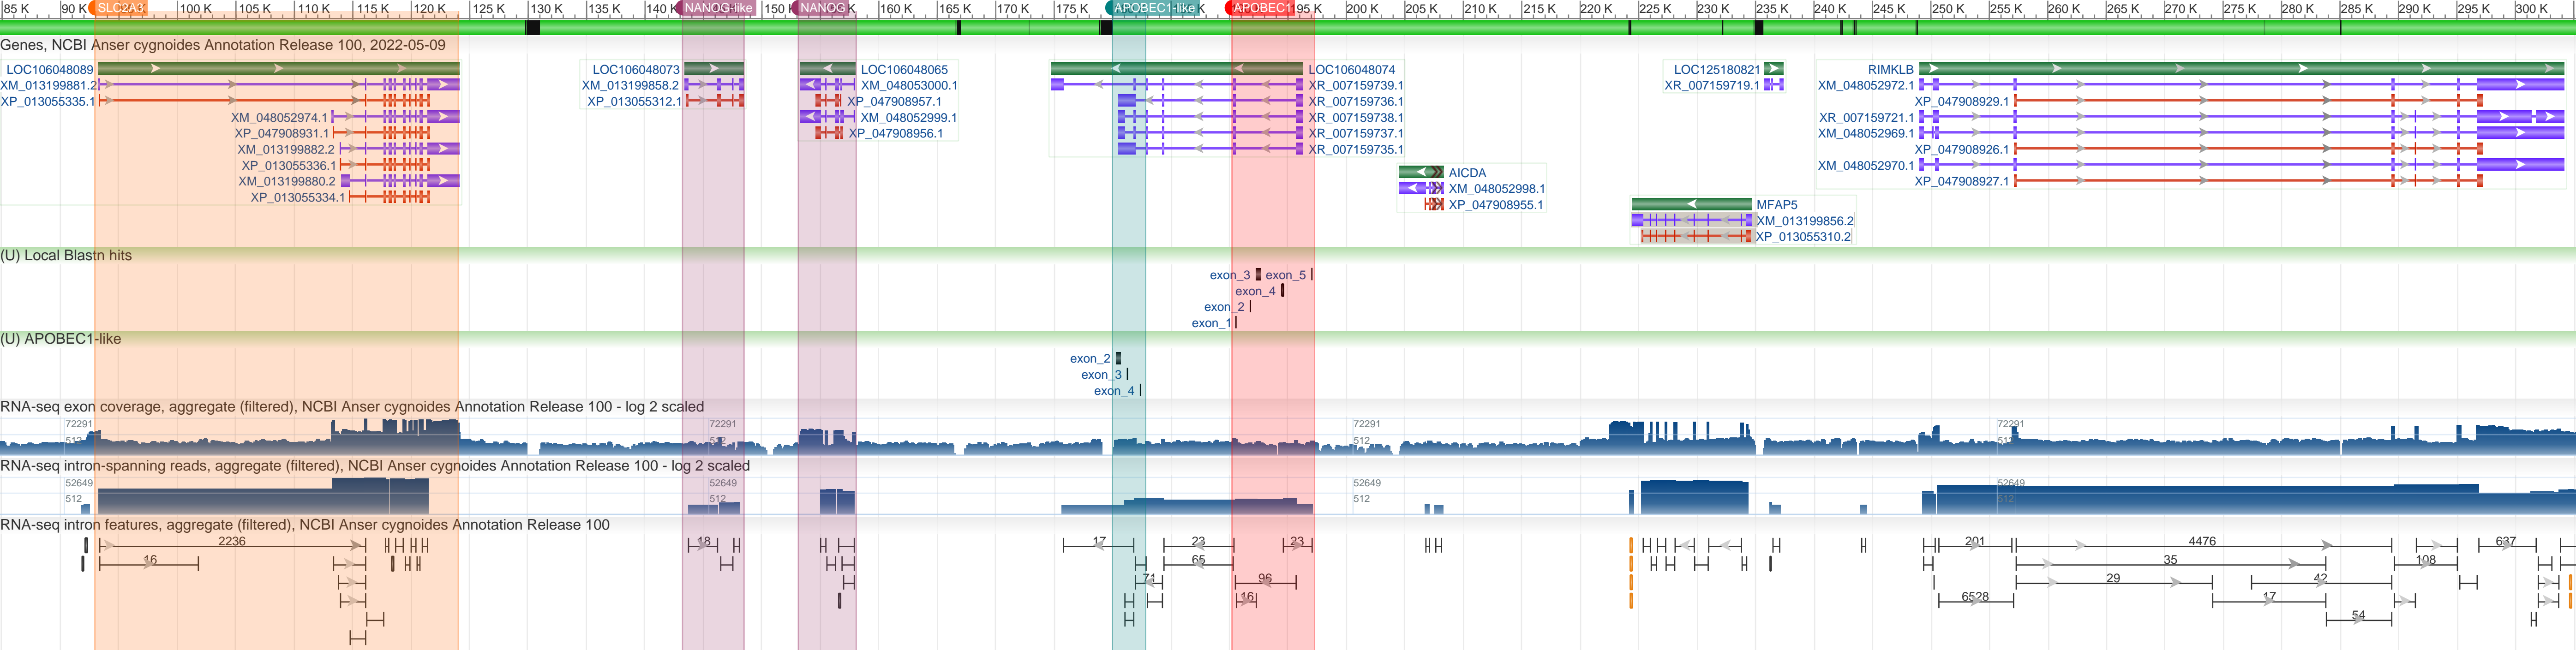 85 K 90 K SLC2A3 100 K 105 K 110 K 115 K 120 K 125 K 130 K 135 K 140 K NANOG-like 150 K NANOG 160 K 165 K 170 K 175 K APOBEC1-like K APOBEC1 195 K 200 K 205 K 210 K 215 K 220 K 225 K 230 K 235 K 240 K 245 K 250 K 255 K 260 K 265 K 270 K 275 K 280 K 285 K 290 K 295 K 300 K
Genes, NCBI Anser cygnoides Annotation Release 100, 2022-05-09
LOC106048089 LOC106048073 LOC106048065 LOC106048074 LOC125180821 RIMKLB
XM_013199881.2 XM_013199858.2 XM_048053000.1 XR_007159739.1 XR_007159719.1 XM_048052972.1
XP_013055335.1 XP_013055312.1 XP_047908957.1 XR_007159736.1 XP_047908929.1
XM_048052974.1 XM_048052999.1 XR_007159738.1 XR_007159721.1
XP_047908931.1 XP_047908956.1 XR_007159737.1 XM_048052969.1
XM_013199882.2 XR_007159735.1 XP_047908926.1
XP_013055336.1 XM_048052970.1
AICDA
XM_013199880.2 XM_048052998.1 XP_047908927.1
XP_013055334.1 XP_047908955.1 MFAP5
XM_013199856.2
XP_013055310.2
(U) Local Blastn hits
exon_3 exon_5
exon_4
exon_2
exon_1
(U) APOBEC1-like
exon_2
exon_3
exon_4
RNA-seq exon coverage, aggregate (filtered), NCBI Anser cygnoides Annotation Release 100 - log 2 scaled
72291 72291 72291 72291
512 512 512 512
RNA-seq intron-spanning reads, aggregate (filtered), NCBI Anser cygnoides Annotation Release 100 - log 2 scaled
52649 52649 52649 52649
512 512 512 512
RNA-seq intron features, aggregate (filtered), NCBI Anser cygnoides Annotation Release 100
2236 18 17 23 23 201 4476 637
16 65 35 108
71 96 29 42
16 6528 17
54